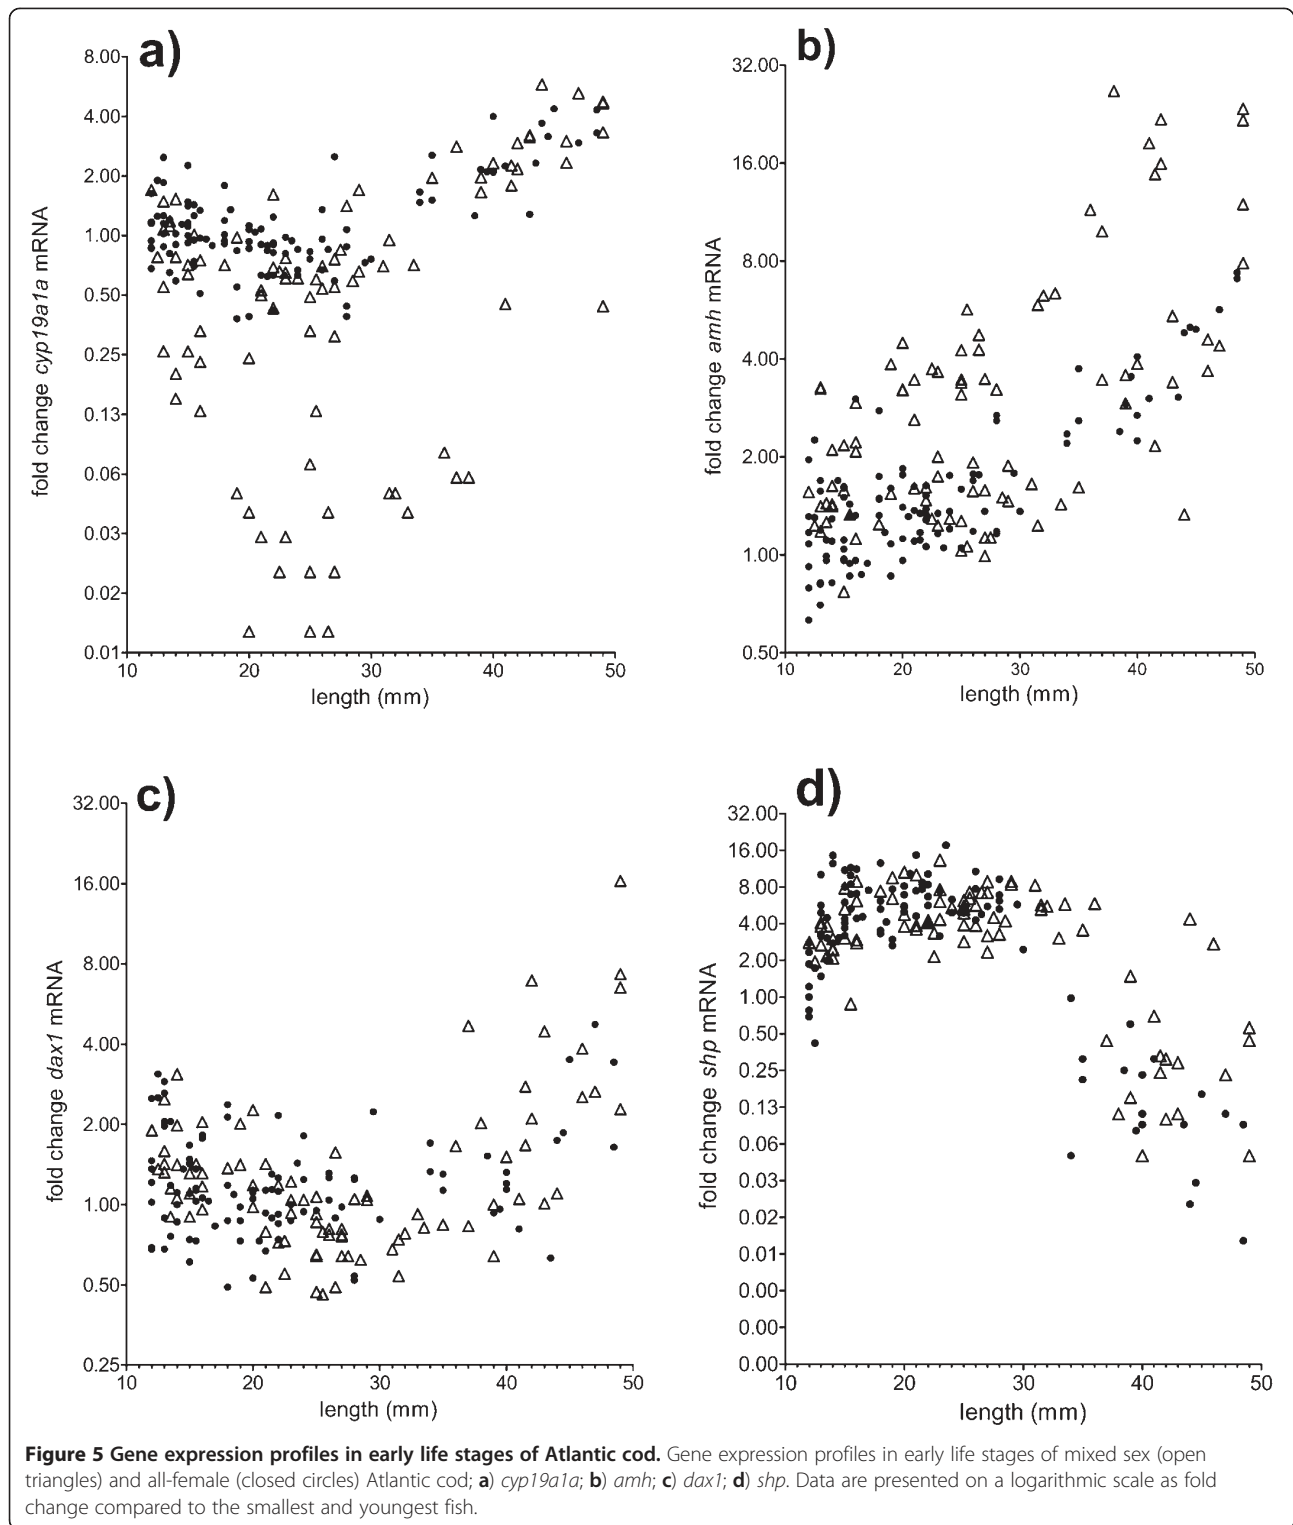 a)
8.00
4.00
2.00
1.00
0.50
0.25
0.13
0.06
0.03
0.02
0.01
fold change cyp19a1a mRNA
10 20 30 40 50
length (mm)
b)
32.00
16.00
8.00
4.00
2.00
1.00
0.50
fold change amh mRNA
10 20 30 40 50
length (mm)
c)
32.00
16.00
8.00
4.00
2.00
1.00
0.50
0.25
fold change dax1 mRNA
10 20 30 40 50
length (mm)
d)
32.00
16.00
8.00
4.00
2.00
1.00
0.50
0.25
0.13
0.06
0.03
0.02
0.01
0.00
0.00
0.00
fold change shp mRNA
10 20 30 40 50
length (mm)
Figure 5 Gene expression profiles in early life stages of Atlantic cod. Gene expression profiles in early life stages of mixed sex (open
triangles) and all-female (closed circles) Atlantic cod; a) cyp19a1a; b) amh; c) dax1; d) shp. Data are presented on a logarithmic scale as fold
change compared to the smallest and youngest fish.